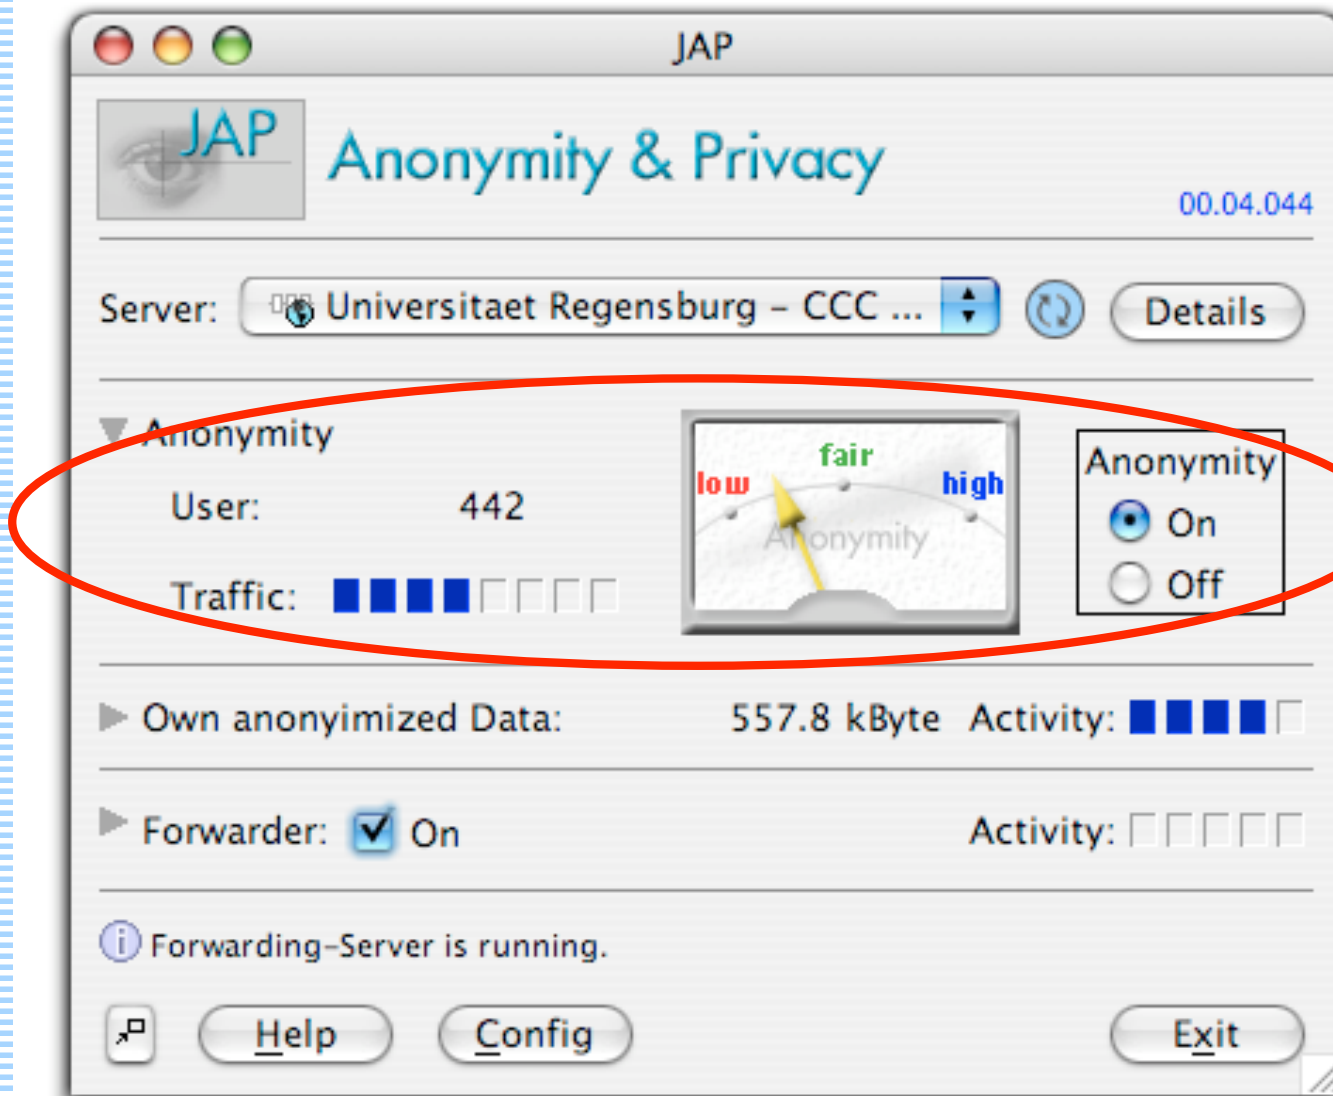 JAP
JAP
Anonymity & Privacy
00.04.044
Server: Universitaet Regensburg – CCC ... Details
Anonymity
User: 442
Traffic:
low fair high
Anonymity
Anonymity
On
Off
Own anonyimized Data: 557.8 kByte Activity:
Forwarder: On Activity:
Forwarding-Server is running.
Help Config Exit